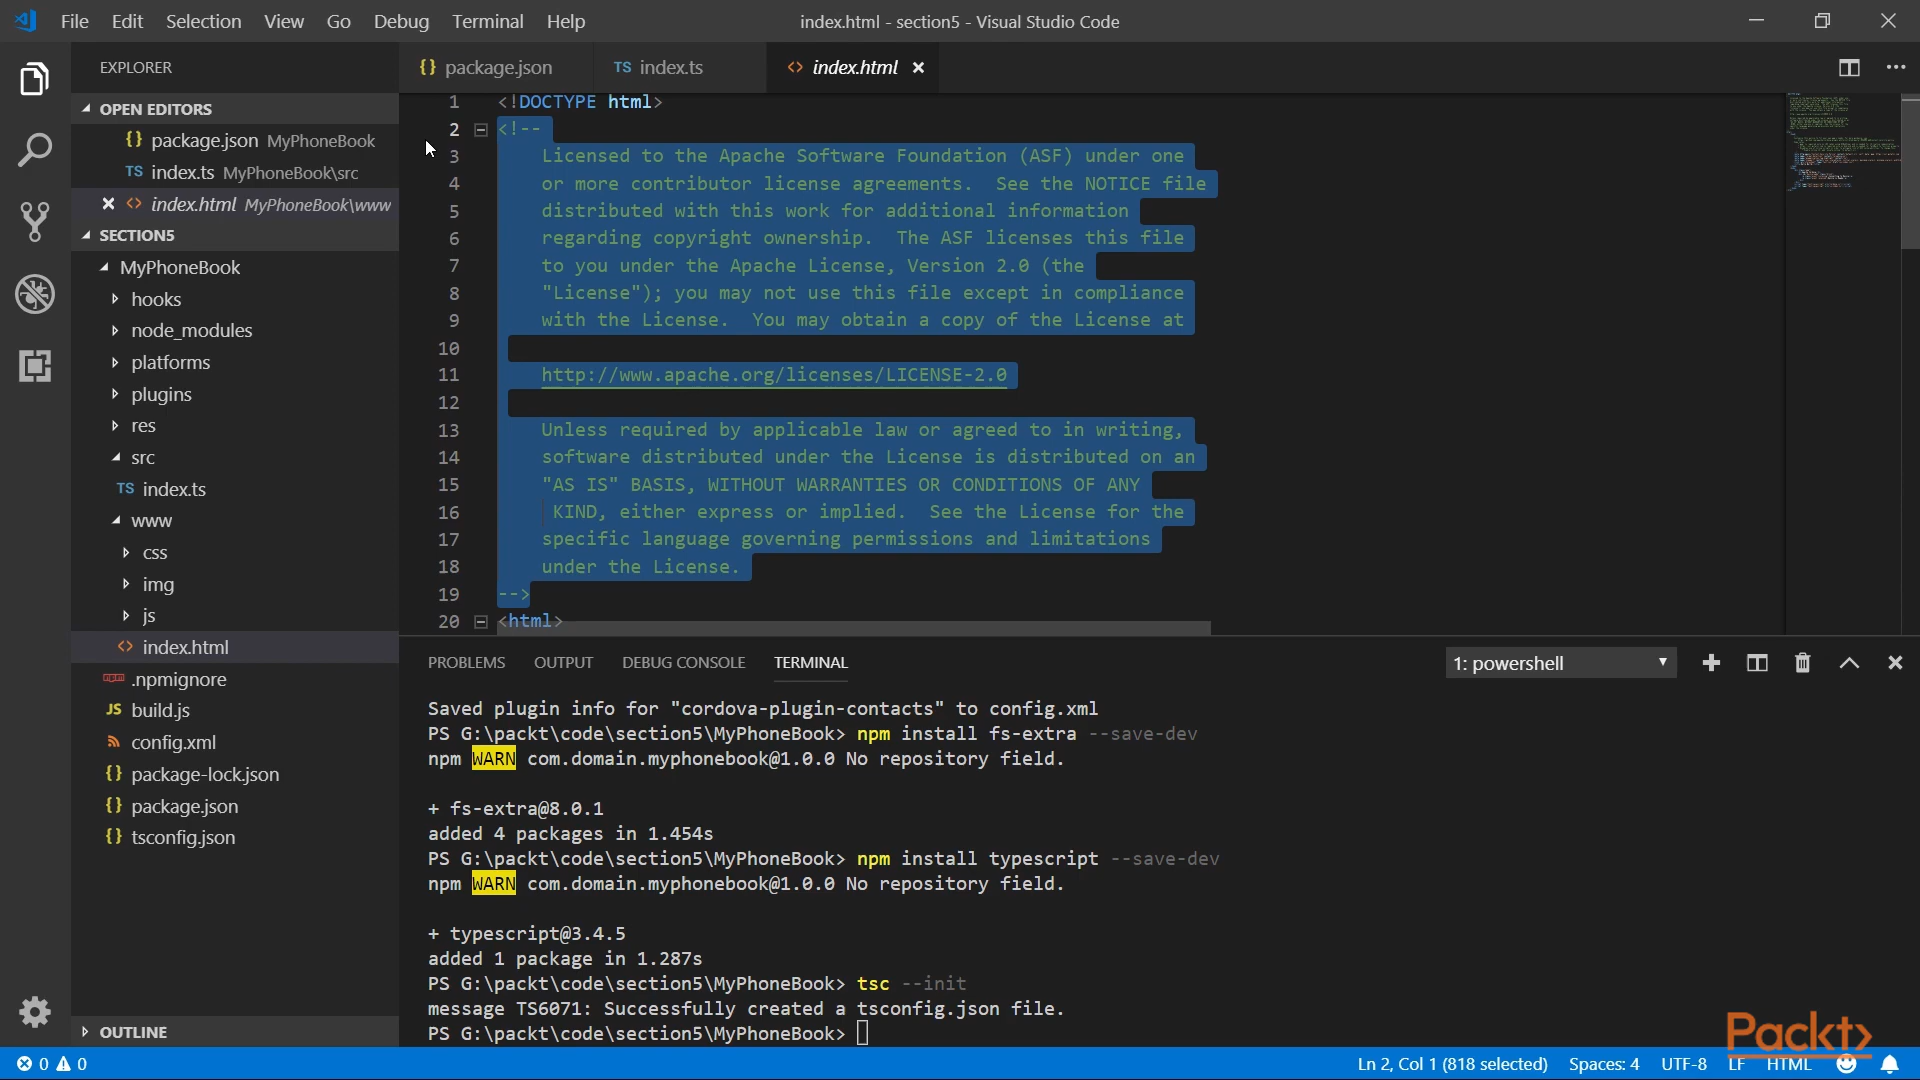 File Edit Selection View Go Debug Terminal Help
index.html - section5 - Visual Studio Code
EXPLORER
OPEN EDITORS
{} package.json MyPhoneBook
TS index.ts MyPhoneBook\src
<> index.html MyPhoneBook\www
SECTION5
MyPhoneBook
hooks
node_modules
platforms
plugins
res
src
TS index.ts
www
css
img
js
<> index.html
.npmignore
JS build.js
config.xml
{} package-lock.json
{} package.json
{} tsconfig.json
OUTLINE
{} package.json
TS index.ts
<> index.html
1 <!DOCTYPE html>
2 <!--
3 Licensed to the Apache Software Foundation (ASF) under one
4 or more contributor license agreements.  See the NOTICE file
5 distributed with this work for additional information
6 regarding copyright ownership.  The ASF licenses this file
7 to you under the Apache License, Version 2.0 (the
8 "License"); you may not use this file except in compliance
9 with the License.  You may obtain a copy of the License at
10
11 http://www.apache.org/licenses/LICENSE-2.0
12
13 Unless required by applicable law or agreed to in writing,
14 software distributed under the License is distributed on an
15 "AS IS" BASIS, WITHOUT WARRANTIES OR CONDITIONS OF ANY
16 KIND, either express or implied.  See the License for the
17 specific language governing permissions and limitations
18 under the License.
19 -->
20 <html>
PROBLEMS OUTPUT DEBUG CONSOLE TERMINAL
1: powershell
Saved plugin info for "cordova-plugin-contacts" to config.xml
PS G:\packt\code\section5\MyPhoneBook> npm install fs-extra --save-dev
npm WARN com.domain.myphonebook@1.0.0 No repository field.
+ fs-extra@8.0.1
added 4 packages in 1.454s
PS G:\packt\code\section5\MyPhoneBook> npm install typescript --save-dev
npm WARN com.domain.myphonebook@1.0.0 No repository field.
+ typescript@3.4.5
added 1 package in 1.287s
PS G:\packt\code\section5\MyPhoneBook> tsc --init
message TS6071: Successfully created a tsconfig.json file.
PS G:\packt\code\section5\MyPhoneBook>
Packt>
0 0
Ln 2, Col 1 (818 selected) Spaces: 4 UTF-8 LF HTML